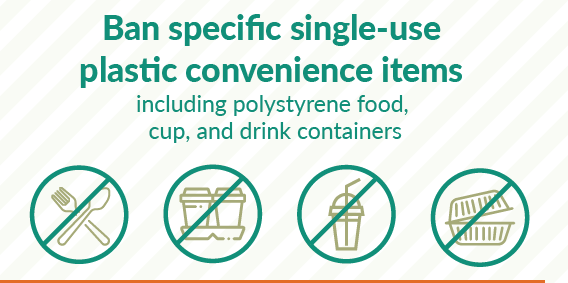 Ban specific single-use
plastic convenience items
including polystyrene food,
cup, and drink containers